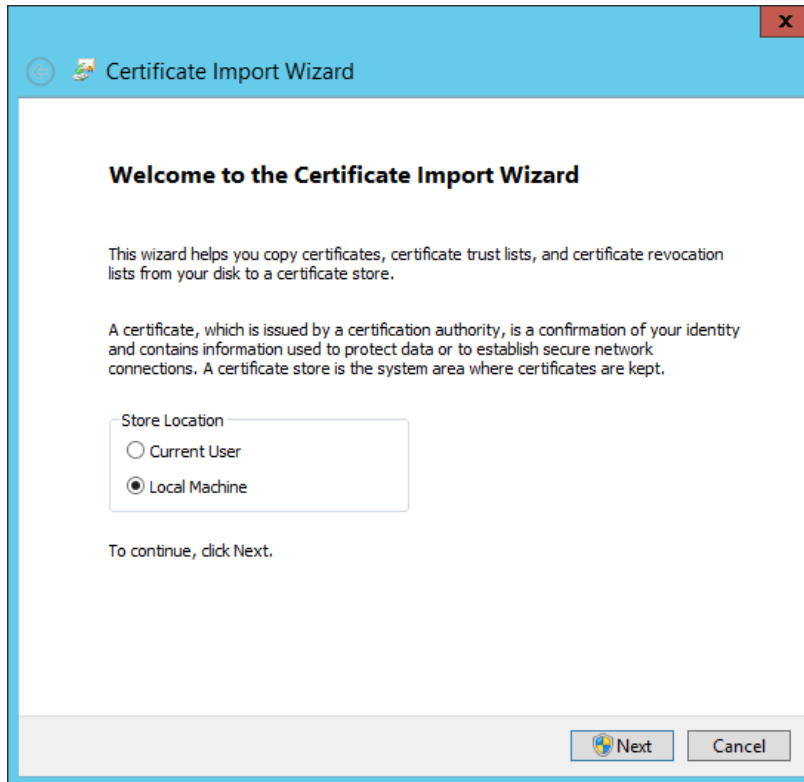 Certificate Import Wizard
Welcome to the Certificate Import Wizard
This wizard helps you copy certificates, certificate trust lists, and certificate revocation
lists from your disk to a certificate store.
A certificate, which is issued by a certification authority, is a confirmation of your identity
and contains information used to protect data or to establish secure network
connections. A certificate store is the system area where certificates are kept.
Store Location
Current User
Local Machine
To continue, click Next.
Next Cancel